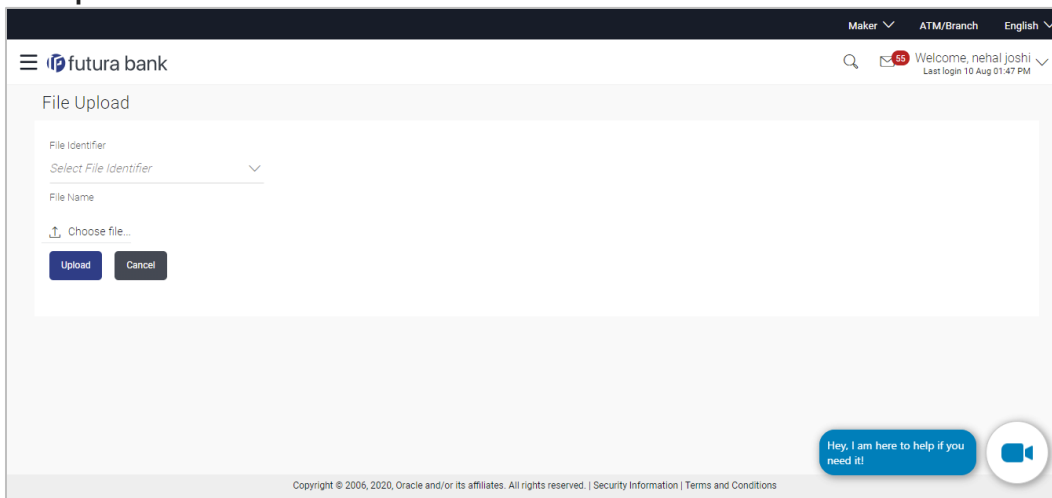 Maker ATM/Branch English
futura bank
55 Welcome, nehal joshi
Last login 10 Aug 01:47 PM
File Upload
File Identifier
Select File Identifier
File Name
Choose file...
Upload Cancel
Hey, I am here to help if you
need it!
Copyright © 2006, 2020, Oracle and/or its affiliates. All rights reserved. | Security Information | Terms and Conditions